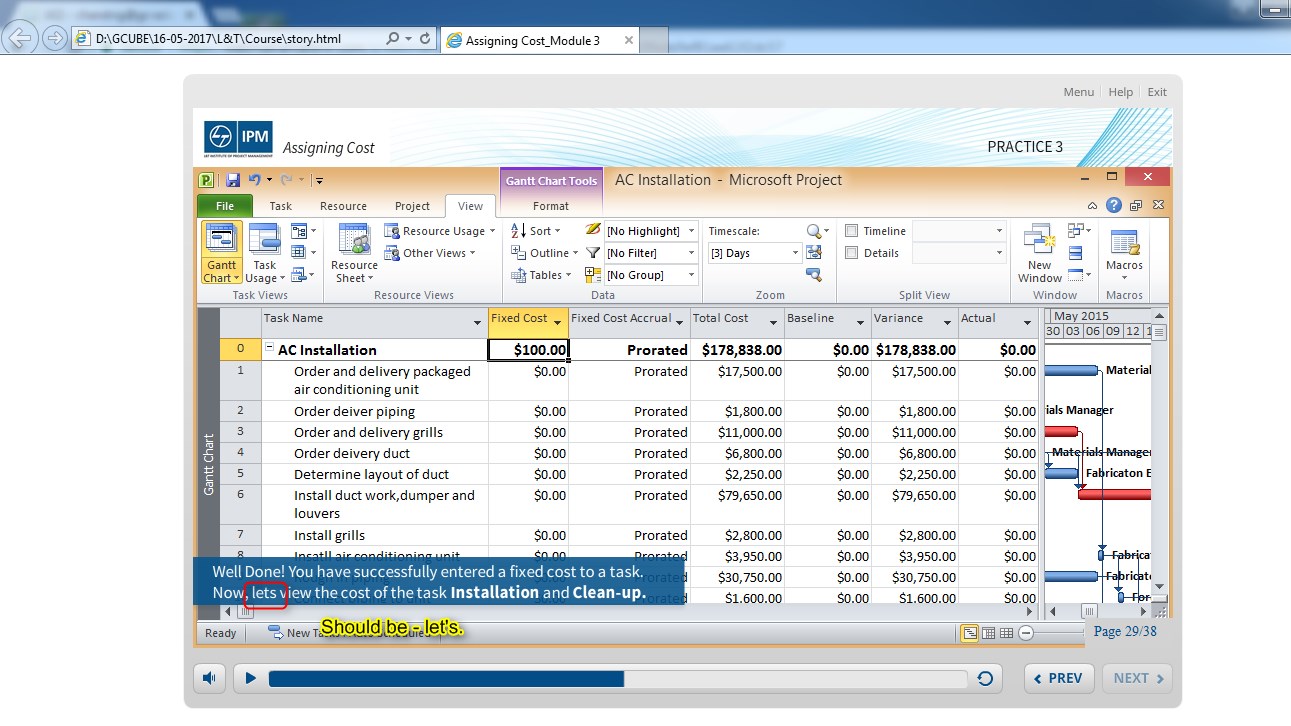 D:\GCUBE\16-05-2017\L&T\Course\story.html
Assigning Cost_Module 3
Menu Help Exit
IPM
L&T INSTITUTE OF PROJECT MANAGEMENT
Assigning Cost
PRACTICE 3
Gantt Chart Tools
AC Installation - Microsoft Project
File Task Resource Project View Format
Gantt Chart
Task Usage
Resource Sheet
Resource Usage
Other Views
Sort
Outline
Tables
[No Highlight]
[No Filter]
[No Group]
Timescale:
[3] Days
Timeline
Details
New Window
Macros
Task Views Resource Views Data Zoom Split View Window Macros
Task Name Fixed Cost Fixed Cost Accrual Total Cost Baseline Variance Actual
May 2015
30 03 06 09 12 1
0 AC Installation $100.00 Prorated $178,838.00 $0.00 $178,838.00 $0.00
1 Order and delivery packaged air conditioning unit $0.00 Prorated $17,500.00 $0.00 $17,500.00 $0.00 Material
2 Order deiver piping $0.00 Prorated $1,800.00 $0.00 $1,800.00 $0.00 ials Manager
3 Order and delivery grills $0.00 Prorated $11,000.00 $0.00 $11,000.00 $0.00
4 Order deivery duct $0.00 Prorated $6,800.00 $0.00 $6,800.00 $0.00 Materials Manager
5 Determine layout of duct $0.00 Prorated $2,250.00 $0.00 $2,250.00 $0.00 Fabricaton E
6 Install duct work,dumper and louvers $0.00 Prorated $79,650.00 $0.00 $79,650.00 $0.00
7 Install grills $0.00 Prorated $2,800.00 $0.00 $2,800.00 $0.00
8 Insatll air conditioning unit $0.00 Prorated $3,950.00 $0.00 $3,950.00 $0.00 Fabrica
$30,750.00 $0.00 $30,750.00 $0.00 Fabricat
$1,600.00 $0.00 $1,600.00 $0.00 For
Gantt Chart
Well Done! You have successfully entered a fixed cost to a task.
Now, lets view the cost of the task Installation and Clean-up.
Should be - let's.
Ready
New Ta
Page 29/38
PREV
NEXT